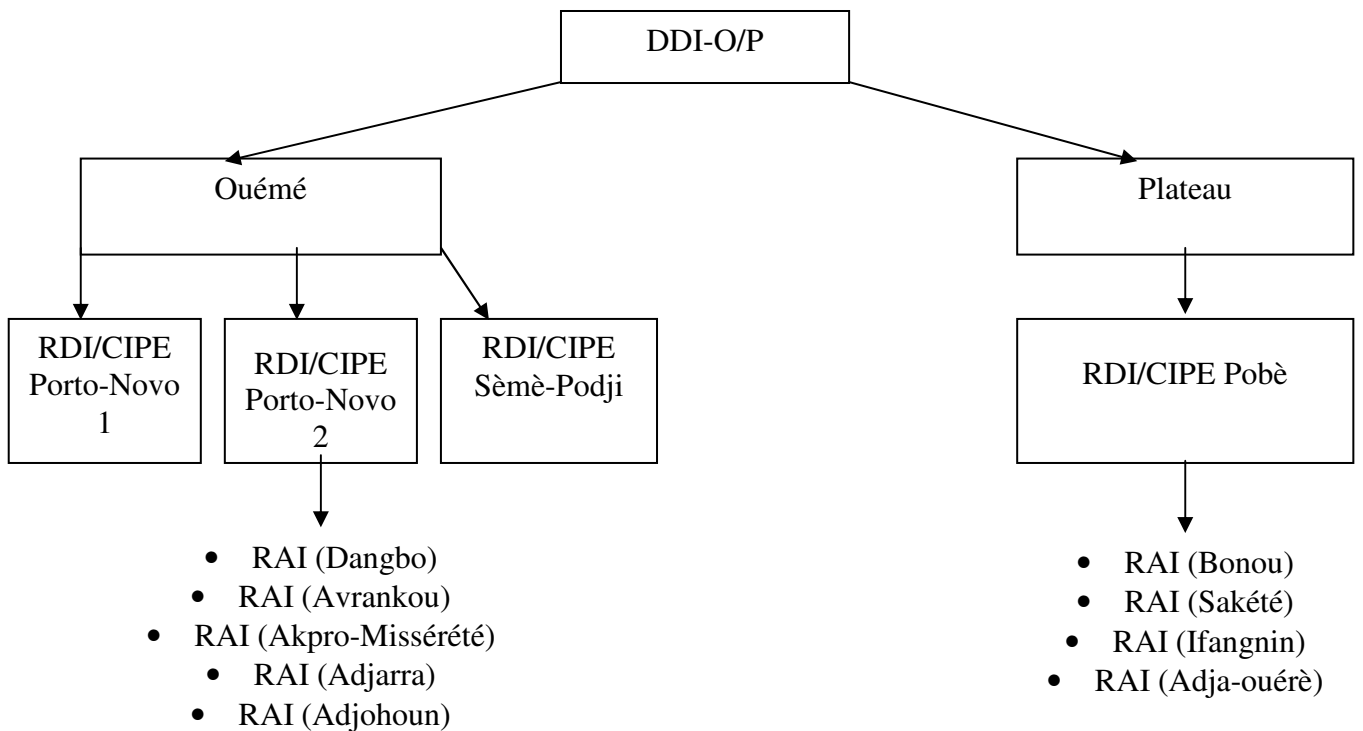 DDI-O/P
Ouémé
Plateau
RDI/CIPE
Porto-Novo
1
RDI/CIPE
Porto-Novo
2
RDI/CIPE
Sèmè-Podji
RDI/CIPE Pobè
• RAI (Dangbo)
• RAI (Avrankou)
• RAI (Akpro-Missérété)
• RAI (Adjarra)
• RAI (Adjohoun)
• RAI (Bonou)
• RAI (Sakété)
• RAI (Ifangnin)
• RAI (Adja-ouérè)